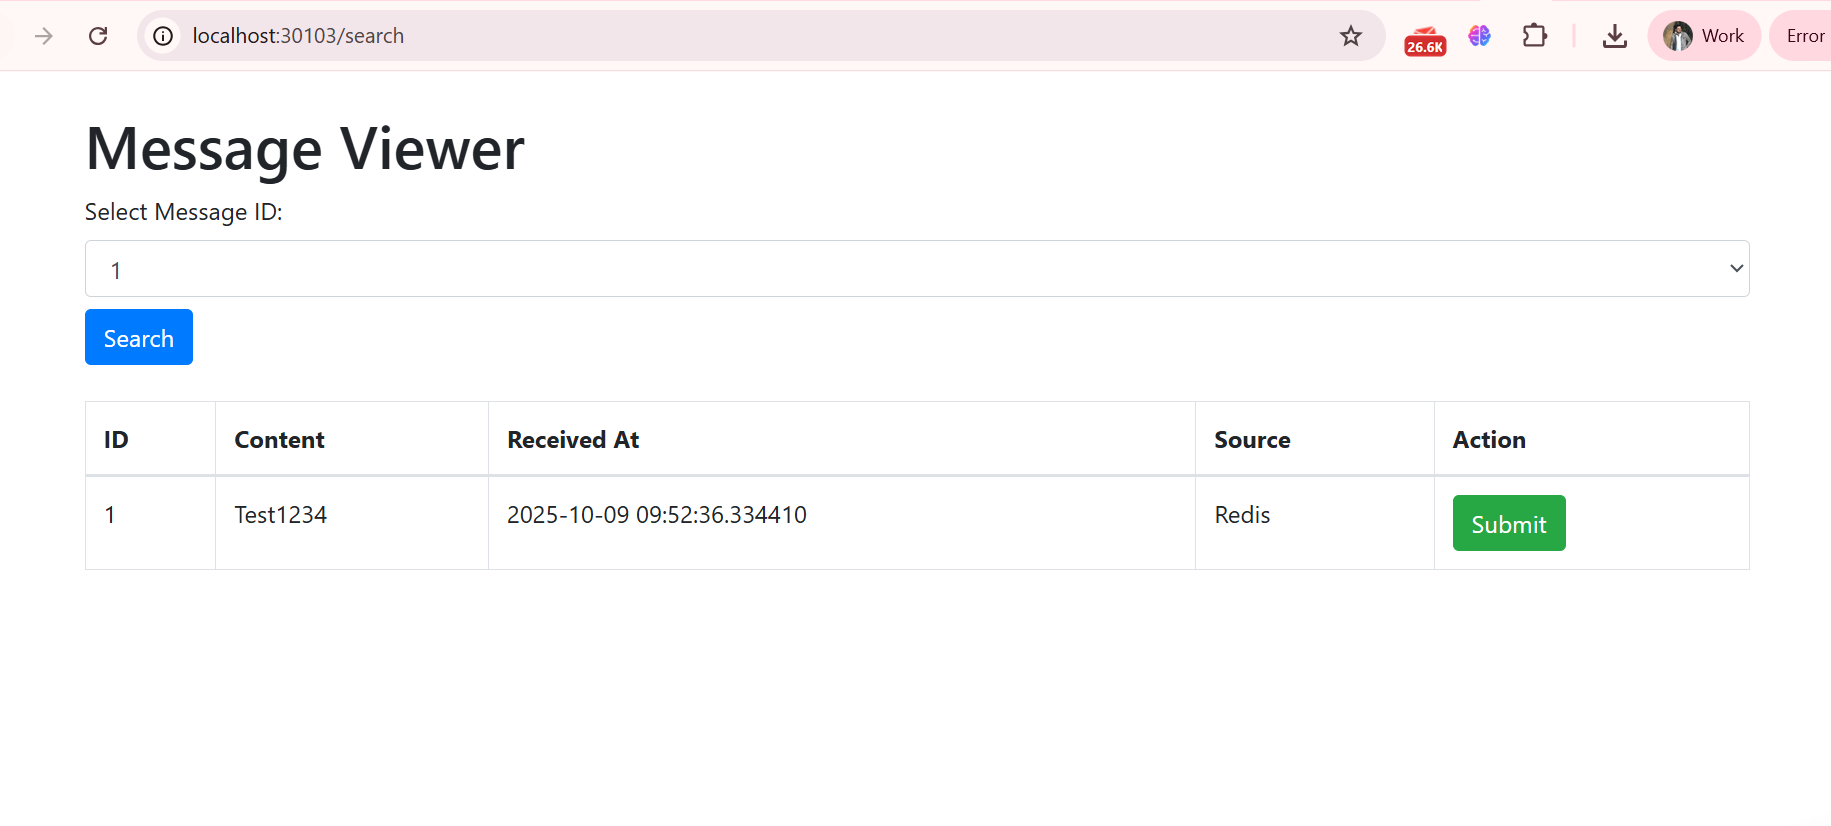 localhost:30103/search
26.6K
Work
Error
Message Viewer
Select Message ID:
1
Search
ID Content Received At Source Action
1 Test1234 2025-10-09 09:52:36.334410 Redis Submit